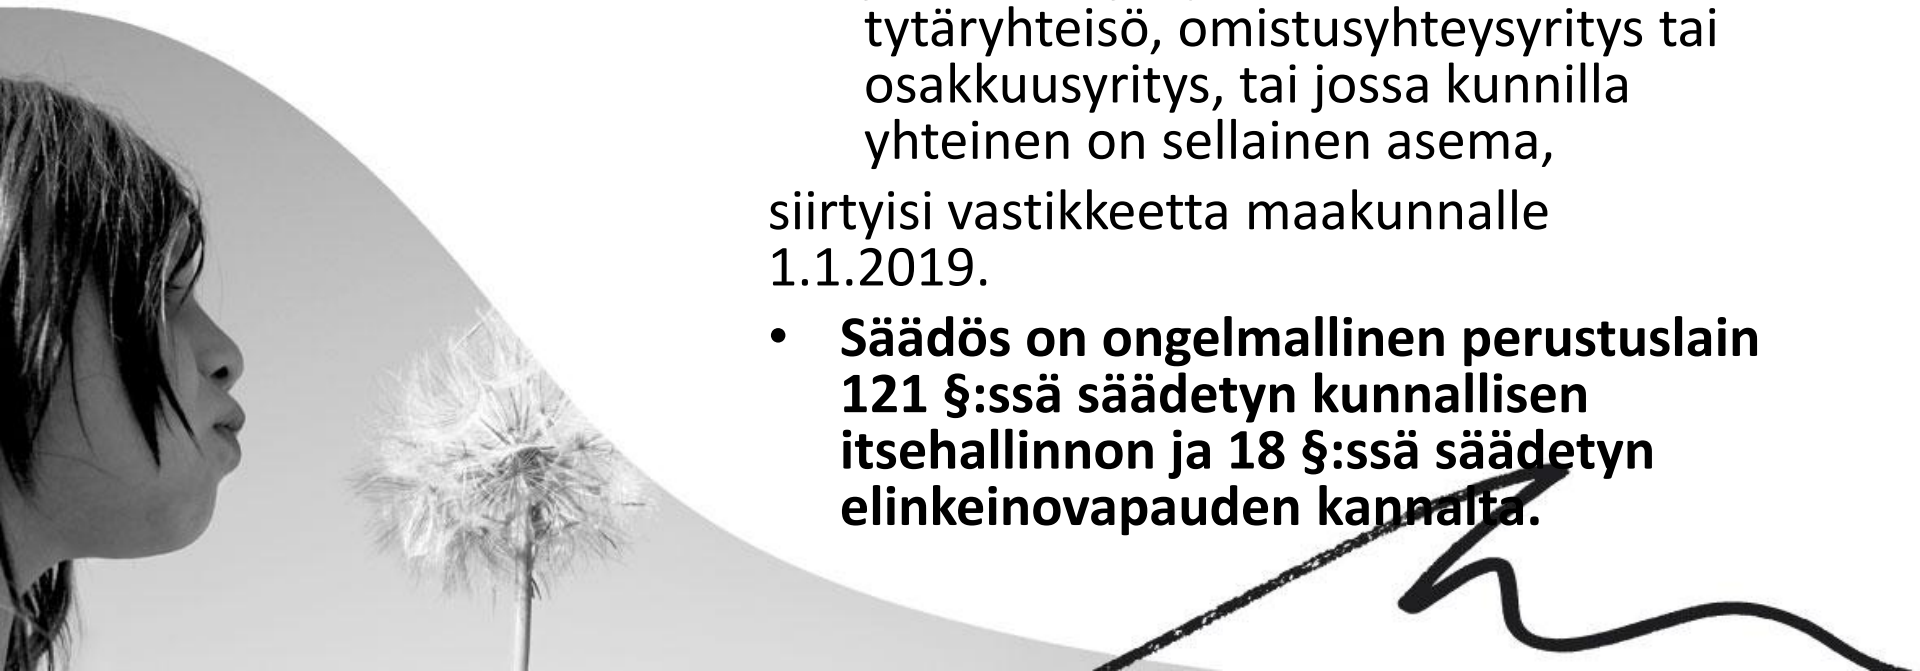 tytäryhteisö, omistusyhteysyritys tai
osakkuusyritys, tai jossa kunnilla
yhteinen on sellainen asema,
siirtyisi vastikkeetta maakunnalle
1.1.2019.
• Säädös on ongelmallinen perustuslain
121 §:ssä säädetyn kunnallisen
itsehallinnon ja 18 §:ssä säädetyn
elinkeinovapauden kannalta.